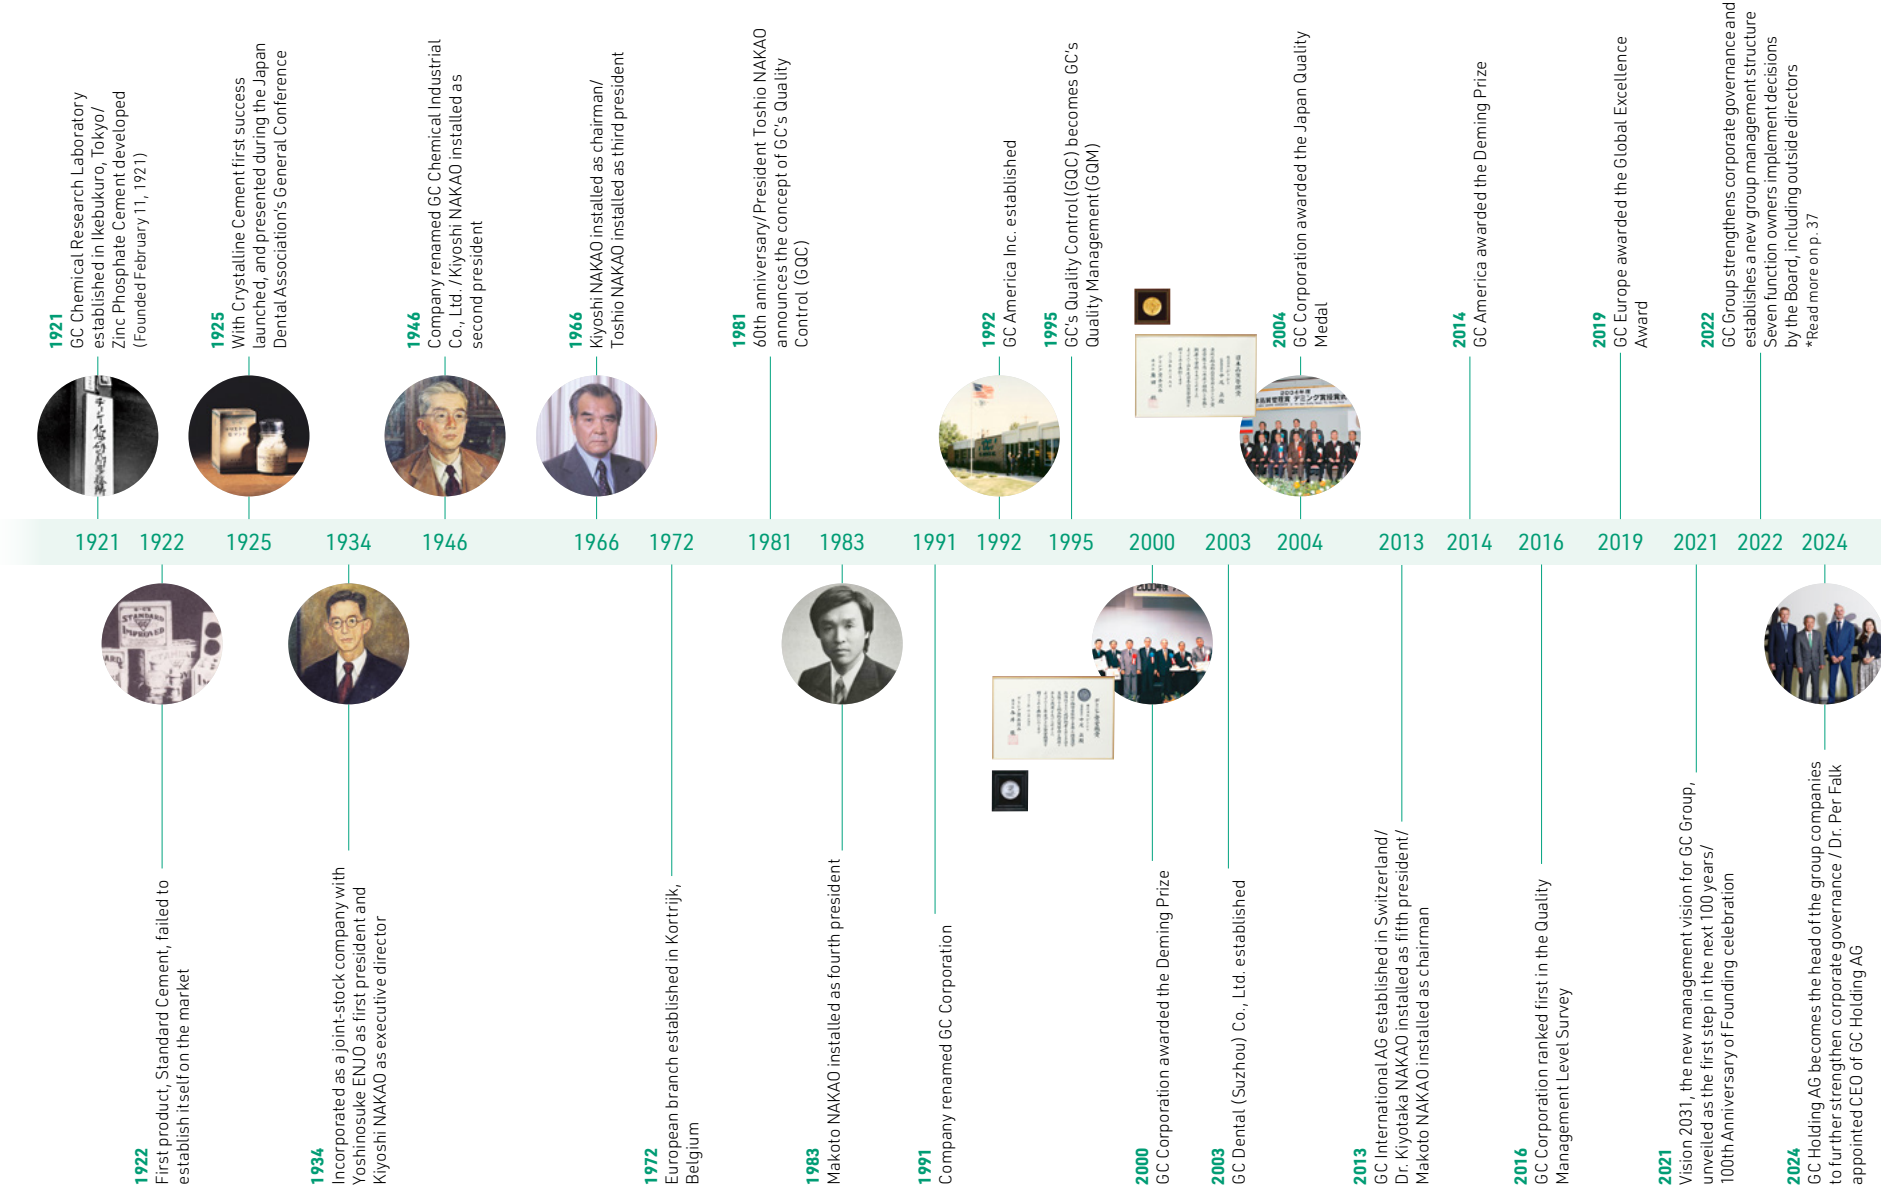 1921
GC Chemical Research Laboratory
established in Ikebukuro, Tokyo/
Zinc Phosphate Cement developed
(Founded February 11, 1921)
1925
With Crystalline Cement first success
launched, and presented during the Japan
Dental Association's General Conference
1946
Company renamed GC Chemical Industrial
Co., Ltd. / Kiyoshi NAKAO installed as
second president
1966
Kiyoshi NAKAO installed as chairman/
Toshio NAKAO installed as third president
1981
60th anniversary/ President Toshio NAKAO
announces the concept of GC's Quality
Control (GQC)
1992
GC America Inc. established
1995
GC's Quality Control (GQC) becomes GC's
Quality Management (GQM)
2004
GC Corporation awarded the Japan Quality
Medal
2014
GC America awarded the Deming Prize
2019
GC Europe awarded the Global Excellence
Award
2022
GC Group strengthens corporate governance and
establishes a new group management structure
Seven function owners implement decisions
by the Board, including outside directors
*Read more on p. 37
1921 1922 1925 1934 1946 1966 1972 1981 1983 1991 1992 1995 2000 2003 2004 2013 2014 2016 2019 2021 2022 2024
STANDARD
IMPROVED
1922
First product, Standard Cement, failed to
establish itself on the market
1934
Incorporated as a joint-stock company with
Yoshinosuke ENJO as first president and
Kiyoshi NAKAO as executive director
1972
European branch established in Kortrijk,
Belgium
1983
Makoto NAKAO installed as fourth president
1991
Company renamed GC Corporation
2000
GC Corporation awarded the Deming Prize
2003
GC Dental (Suzhou) Co., Ltd. established
2013
GC International AG established in Switzerland/
Dr. Kiyotaka NAKAO installed as fifth president/
Makoto NAKAO installed as chairman
2016
GC Corporation ranked first in the Quality
Management Level Survey
2021
Vision 2031, the new management vision for GC Group,
unveiled as the first step in the next 100 years/
100th Anniversary of Founding celebration
2024
GC Holding AG becomes the head of the group companies
to further strengthen corporate governance / Dr. Per Falk
appointed CEO of GC Holding AG